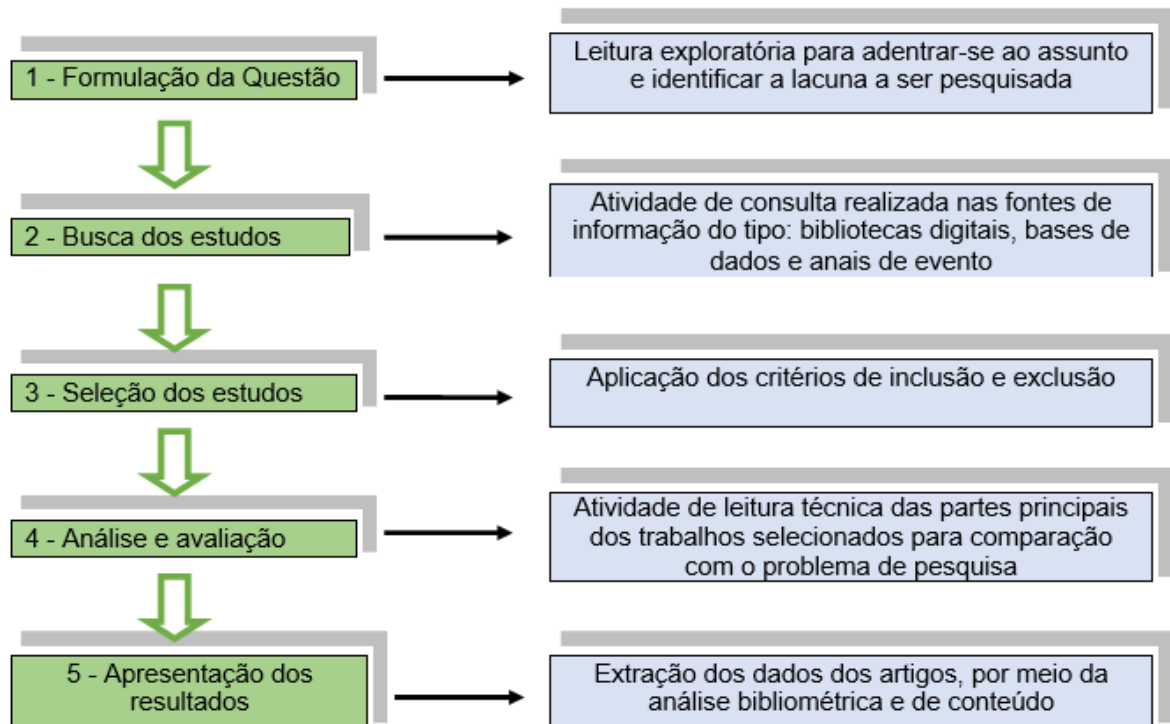 1 - Formulação da Questão
Leitura exploratória para adentrar-se ao assunto
e identificar a lacuna a ser pesquisada
2 - Busca dos estudos
Atividade de consulta realizada nas fontes de
informação do tipo: bibliotecas digitais, bases de
dados e anais de evento
3 - Seleção dos estudos
Aplicação dos critérios de inclusão e exclusão
4 - Análise e avaliação
Atividade de leitura técnica das partes principais
dos trabalhos selecionados para comparação
com o problema de pesquisa
5 - Apresentação dos
resultados
Extração dos dados dos artigos, por meio da
análise bibliométrica e de conteúdo